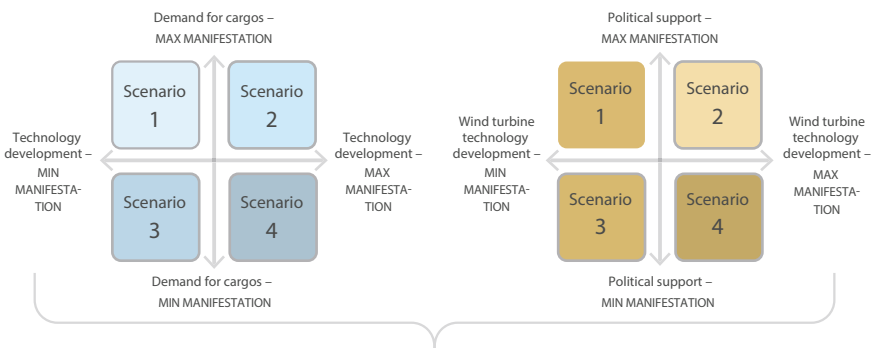 Demand for cargos –
MAX MANIFESTATION
Scenario
1
Scenario
2
Technology
development –
MIN
MANIFESTA-
TION
Technology
development –
MAX
MANIFESTA-
TION
Scenario
3
Scenario
4
Demand for cargos –
MIN MANIFESTATION
Political support –
MAX MANIFESTATION
Scenario
1
Scenario
2
Wind turbine
technology
development –
MIN
MANIFESTA-
TION
Wind turbine
technology
development –
MAX
MANIFESTA-
TION
Scenario
3
Scenario
4
Political support –
MIN MANIFESTATION